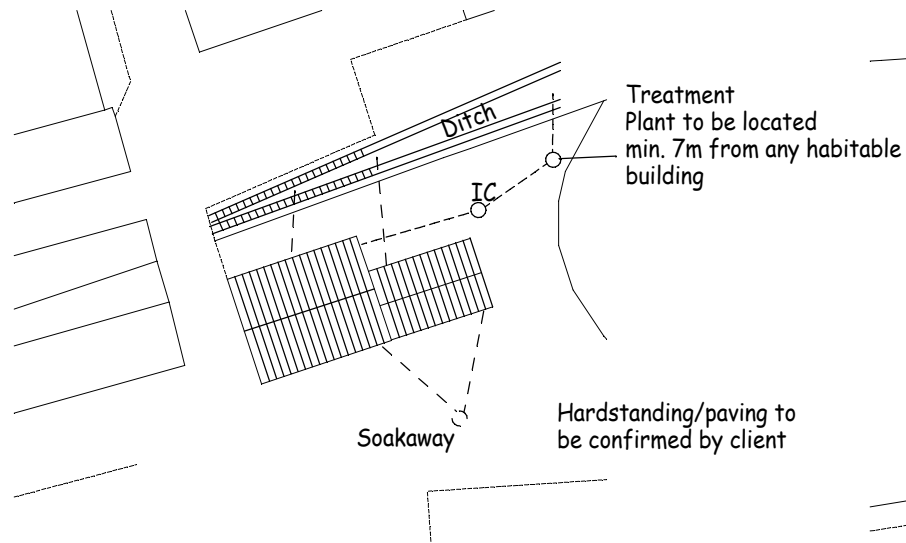 Ditch
Treatment
Plant to be located
min. 7m from any habitable
building
IC
Soakaway
Hardstanding/paving to
be confirmed by client